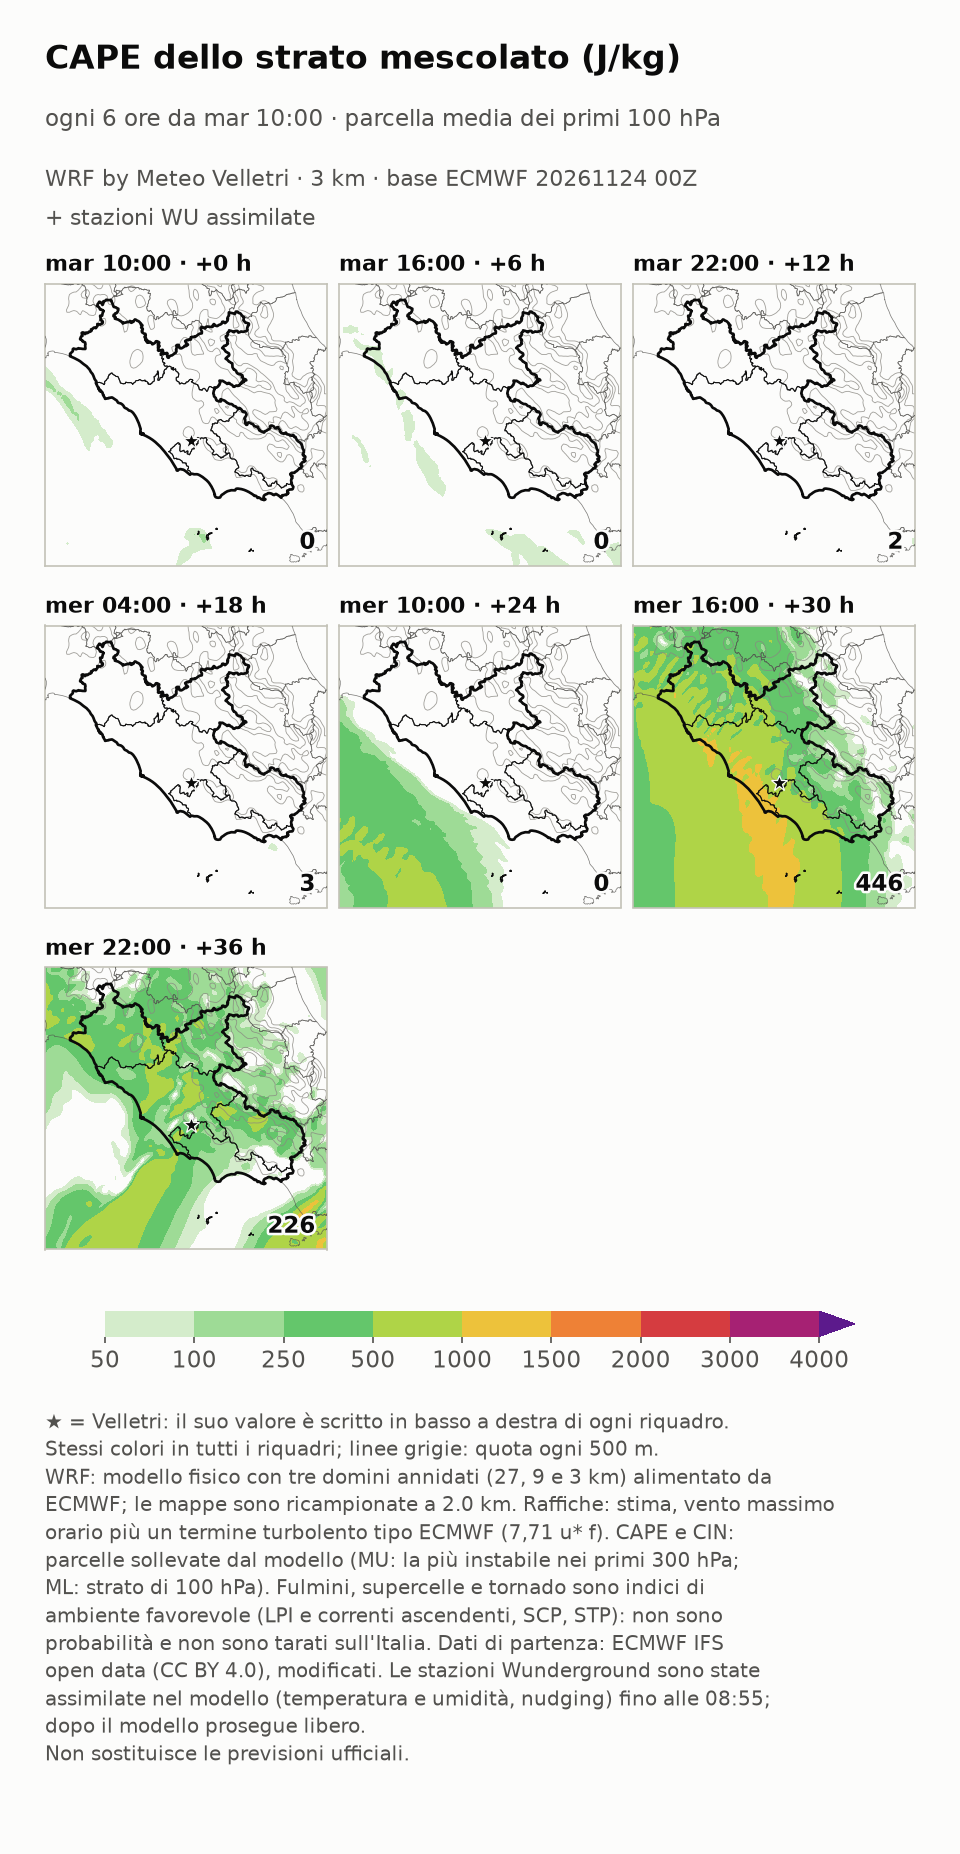 CAPE dello strato mescolato (J/kg)
ogni 6 ore da mar 10:00 · parcella media dei primi 100 hPa
WRF by Meteo Velletri · 3 km · base ECMWF 20261124 00Z
+ stazioni WU assimilate
mar 10:00 · +0 h
mar 16:00 · +6 h
mar 22:00 · +12 h
0
0
2
mer 04:00 · +18 h
mer 10:00 · +24 h
mer 16:00 · +30 h
3
0
446
mer 22:00 · +36 h
226
50 100 250 500 1000 1500 2000 3000 4000
★ = Velletri: il suo valore è scritto in basso a destra di ogni riquadro.
Stessi colori in tutti i riquadri; linee grigie: quota ogni 500 m.
WRF: modello fisico con tre domini annidati (27, 9 e 3 km) alimentato da
ECMWF; le mappe sono ricampionate a 2.0 km. Raffiche: stima, vento massimo
orario più un termine turbolento tipo ECMWF (7,71 u* f). CAPE e CIN:
parcelle sollevate dal modello (MU: la più instabile nei primi 300 hPa;
ML: strato di 100 hPa). Fulmini, supercelle e tornado sono indici di
ambiente favorevole (LPI e correnti ascendenti, SCP, STP): non sono
probabilità e non sono tarati sull'Italia. Dati di partenza: ECMWF IFS
open data (CC BY 4.0), modificati. Le stazioni Wunderground sono state
assimilate nel modello (temperatura e umidità, nudging) fino alle 08:55;
dopo il modello prosegue libero.
Non sostituisce le previsioni ufficiali.